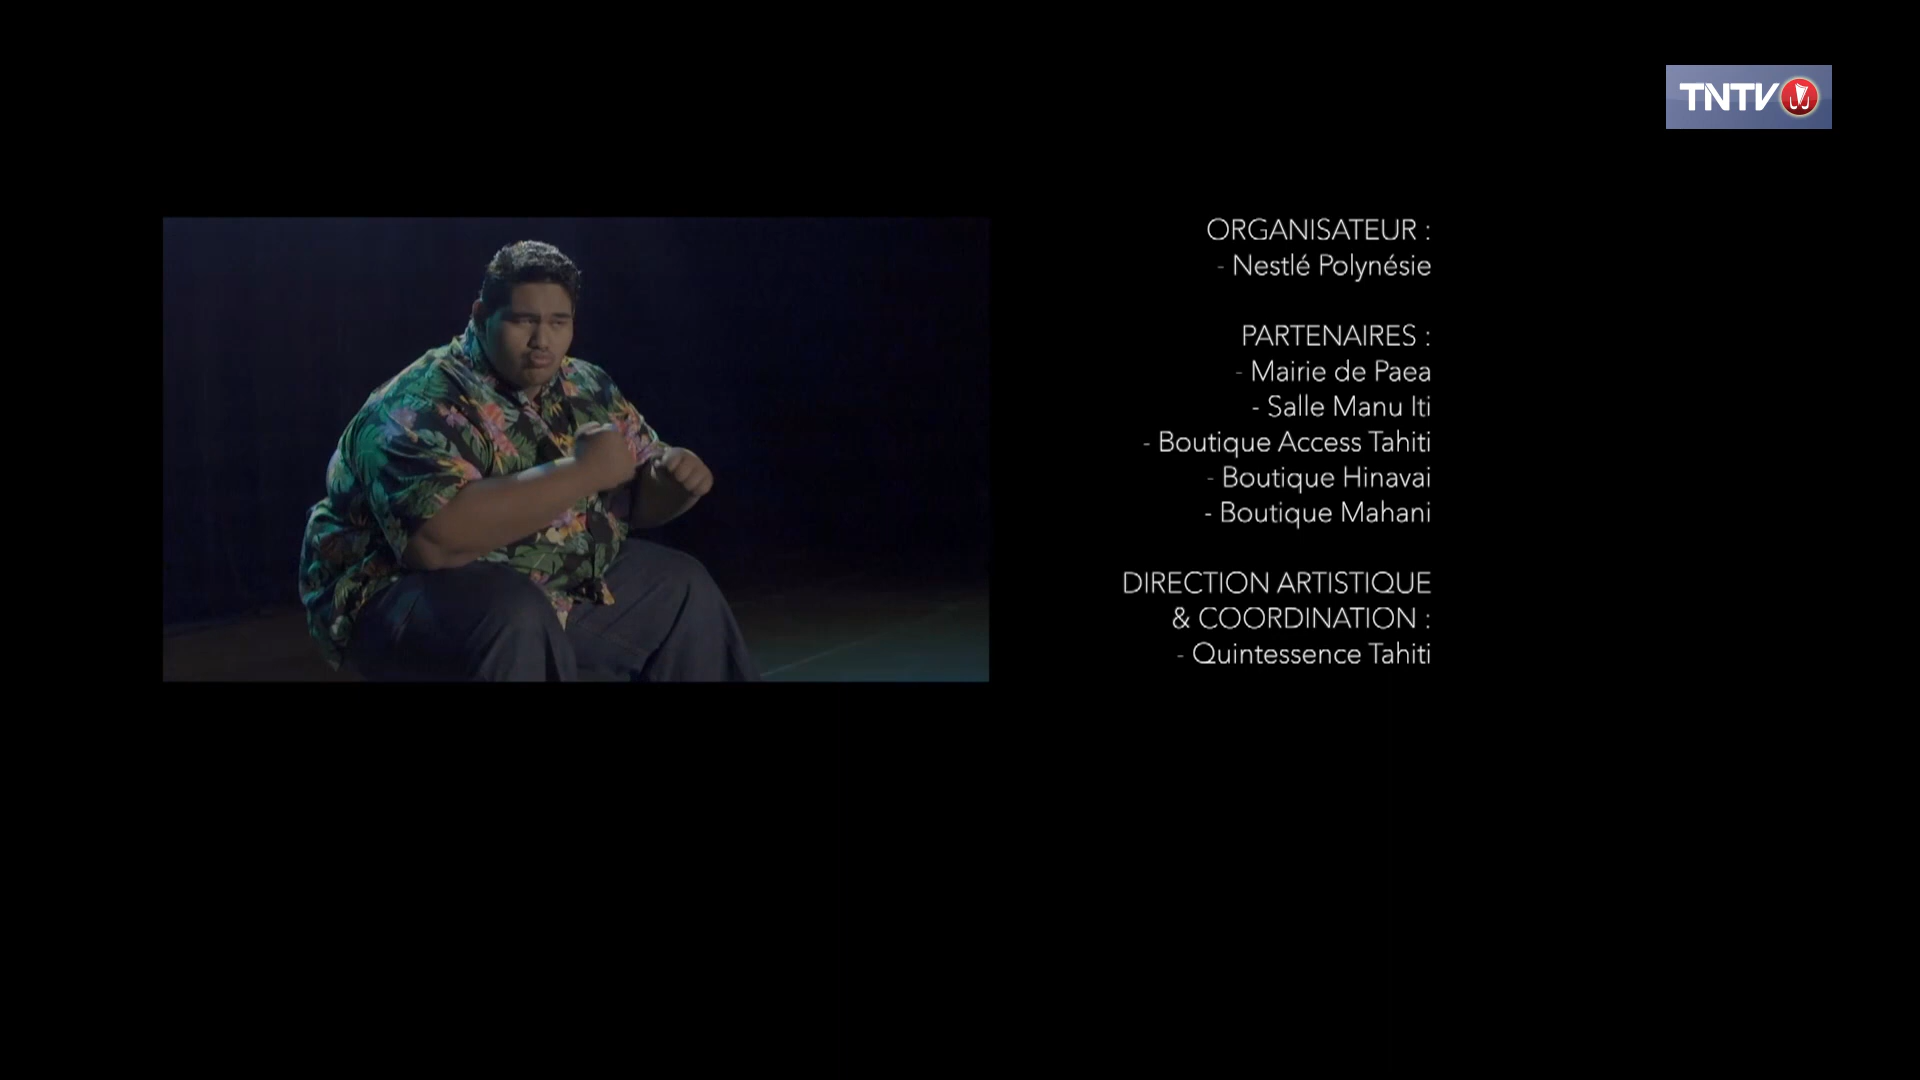 TNTV
ORGANISATEUR :
- Nestlé Polynésie
PARTENAIRES :
- Mairie de Paea
- Salle Manu Iti
- Boutique Access Tahiti
- Boutique Hinavai
- Boutique Mahani
DIRECTION ARTISTIQUE
& COORDINATION :
- Quintessence Tahiti